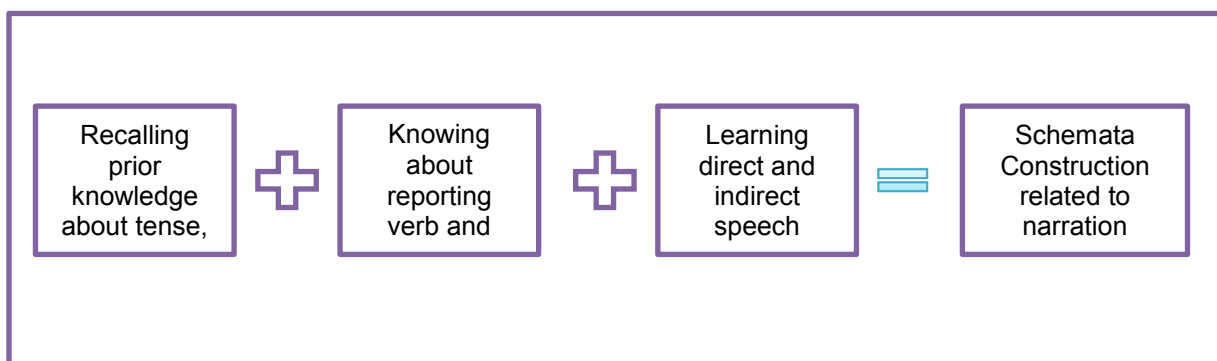 Recalling
prior
knowledge
about tense,
Knowing
about
reporting
verb and
Learning
direct and
indirect
speech
Schemata
Construction
related to
narration